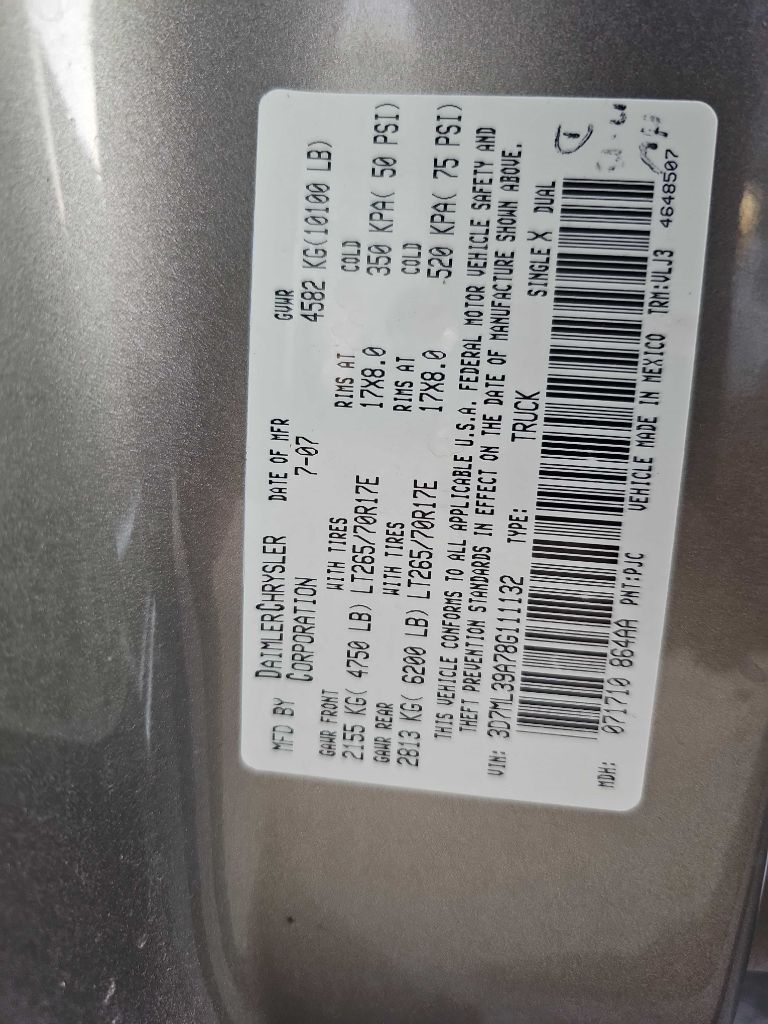 MFD BY DAIMLERCHRYSLER CORPORATION DATE OF MFR 7-07 GVWR 4582 KG(10100 LB)
GAWR FRONT WITH TIRES RIMS AT COLD
2155 KG( 4750 LB) LT265/70R17E 17X8.0 350 KPA( 50 PSI)
GAWR REAR WITH TIRES RIMS AT COLD
2813 KG( 6200 LB) LT265/70R17E 17X8.0 520 KPA( 75 PSI)
THIS VEHICLE CONFORMS TO ALL APPLICABLE U.S.A. FEDERAL MOTOR VEHICLE SAFETY AND
THEFT PREVENTION STANDARDS IN EFFECT ON THE DATE OF MANUFACTURE SHOWN ABOVE.
VIN: 3D7ML39A78G111132 TYPE: TRUCK SINGLE X DUAL
MDH: 071710 864AA PNT:PJC VEHICLE MADE IN MEXICO TRM:VLJ3 4648507